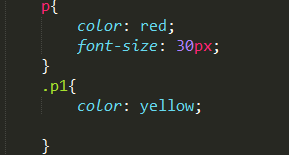 p{
    color: red;
    font-size: 30px;
}
.p1{
    color: yellow;

}